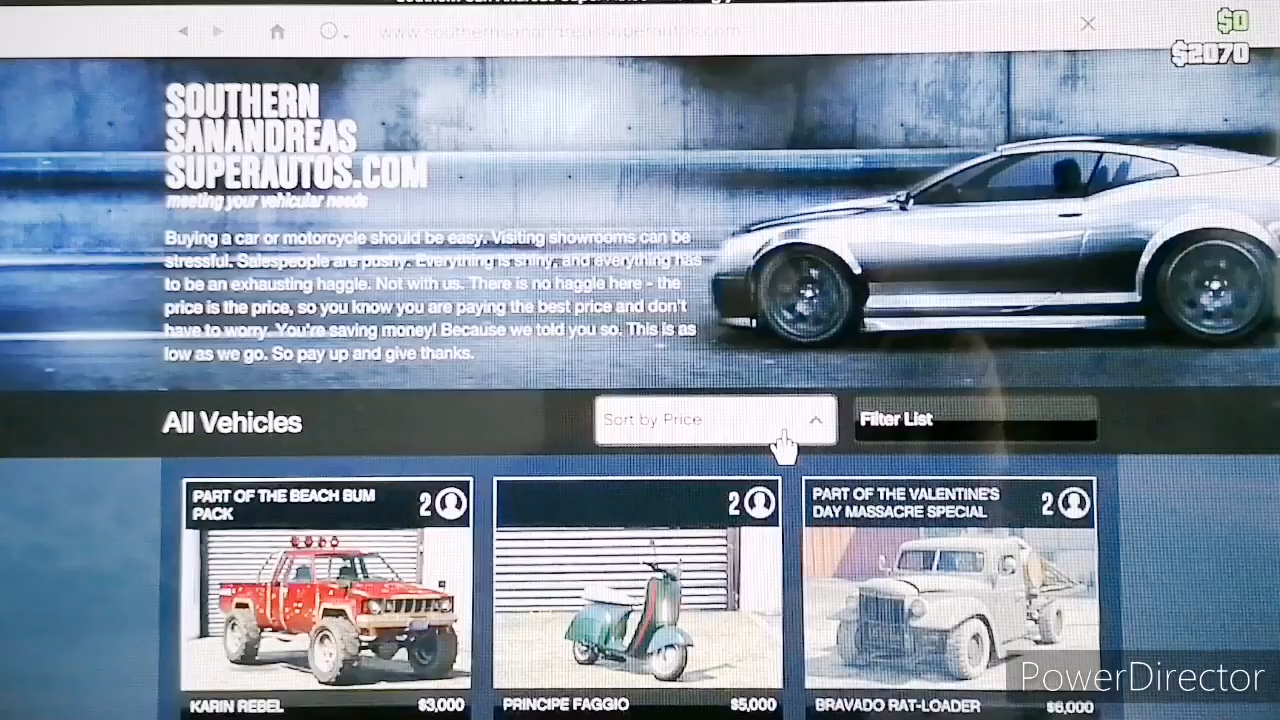 $0
$2070
SOUTHERN
SANANDREAS
SUPERAUTOS.COM
meeting your vehicular needs
Buying a car or motorcycle should be easy. Visiting showrooms can be
stressful. Salespeople are pushy. Everything is shiny, and everything has
to be an exhausting haggle. Not with us. There is no haggle here - the
price is the price, so you know you are paying the best price and don't
have to worry. You're saving money! Because we told you so. This is as
low as we go. So pay up and give thanks.
All Vehicles
Sort by Price
Filter List
PART OF THE BEACH BUM
PACK
2
2
PART OF THE VALENTINE'S
DAY MASSACRE SPECIAL
2
KARIN REBEL
$3,000
PRINCIPE FAGGIO
$5,000
BRAVADO RAT-LOADER
$6,000
PowerDirector